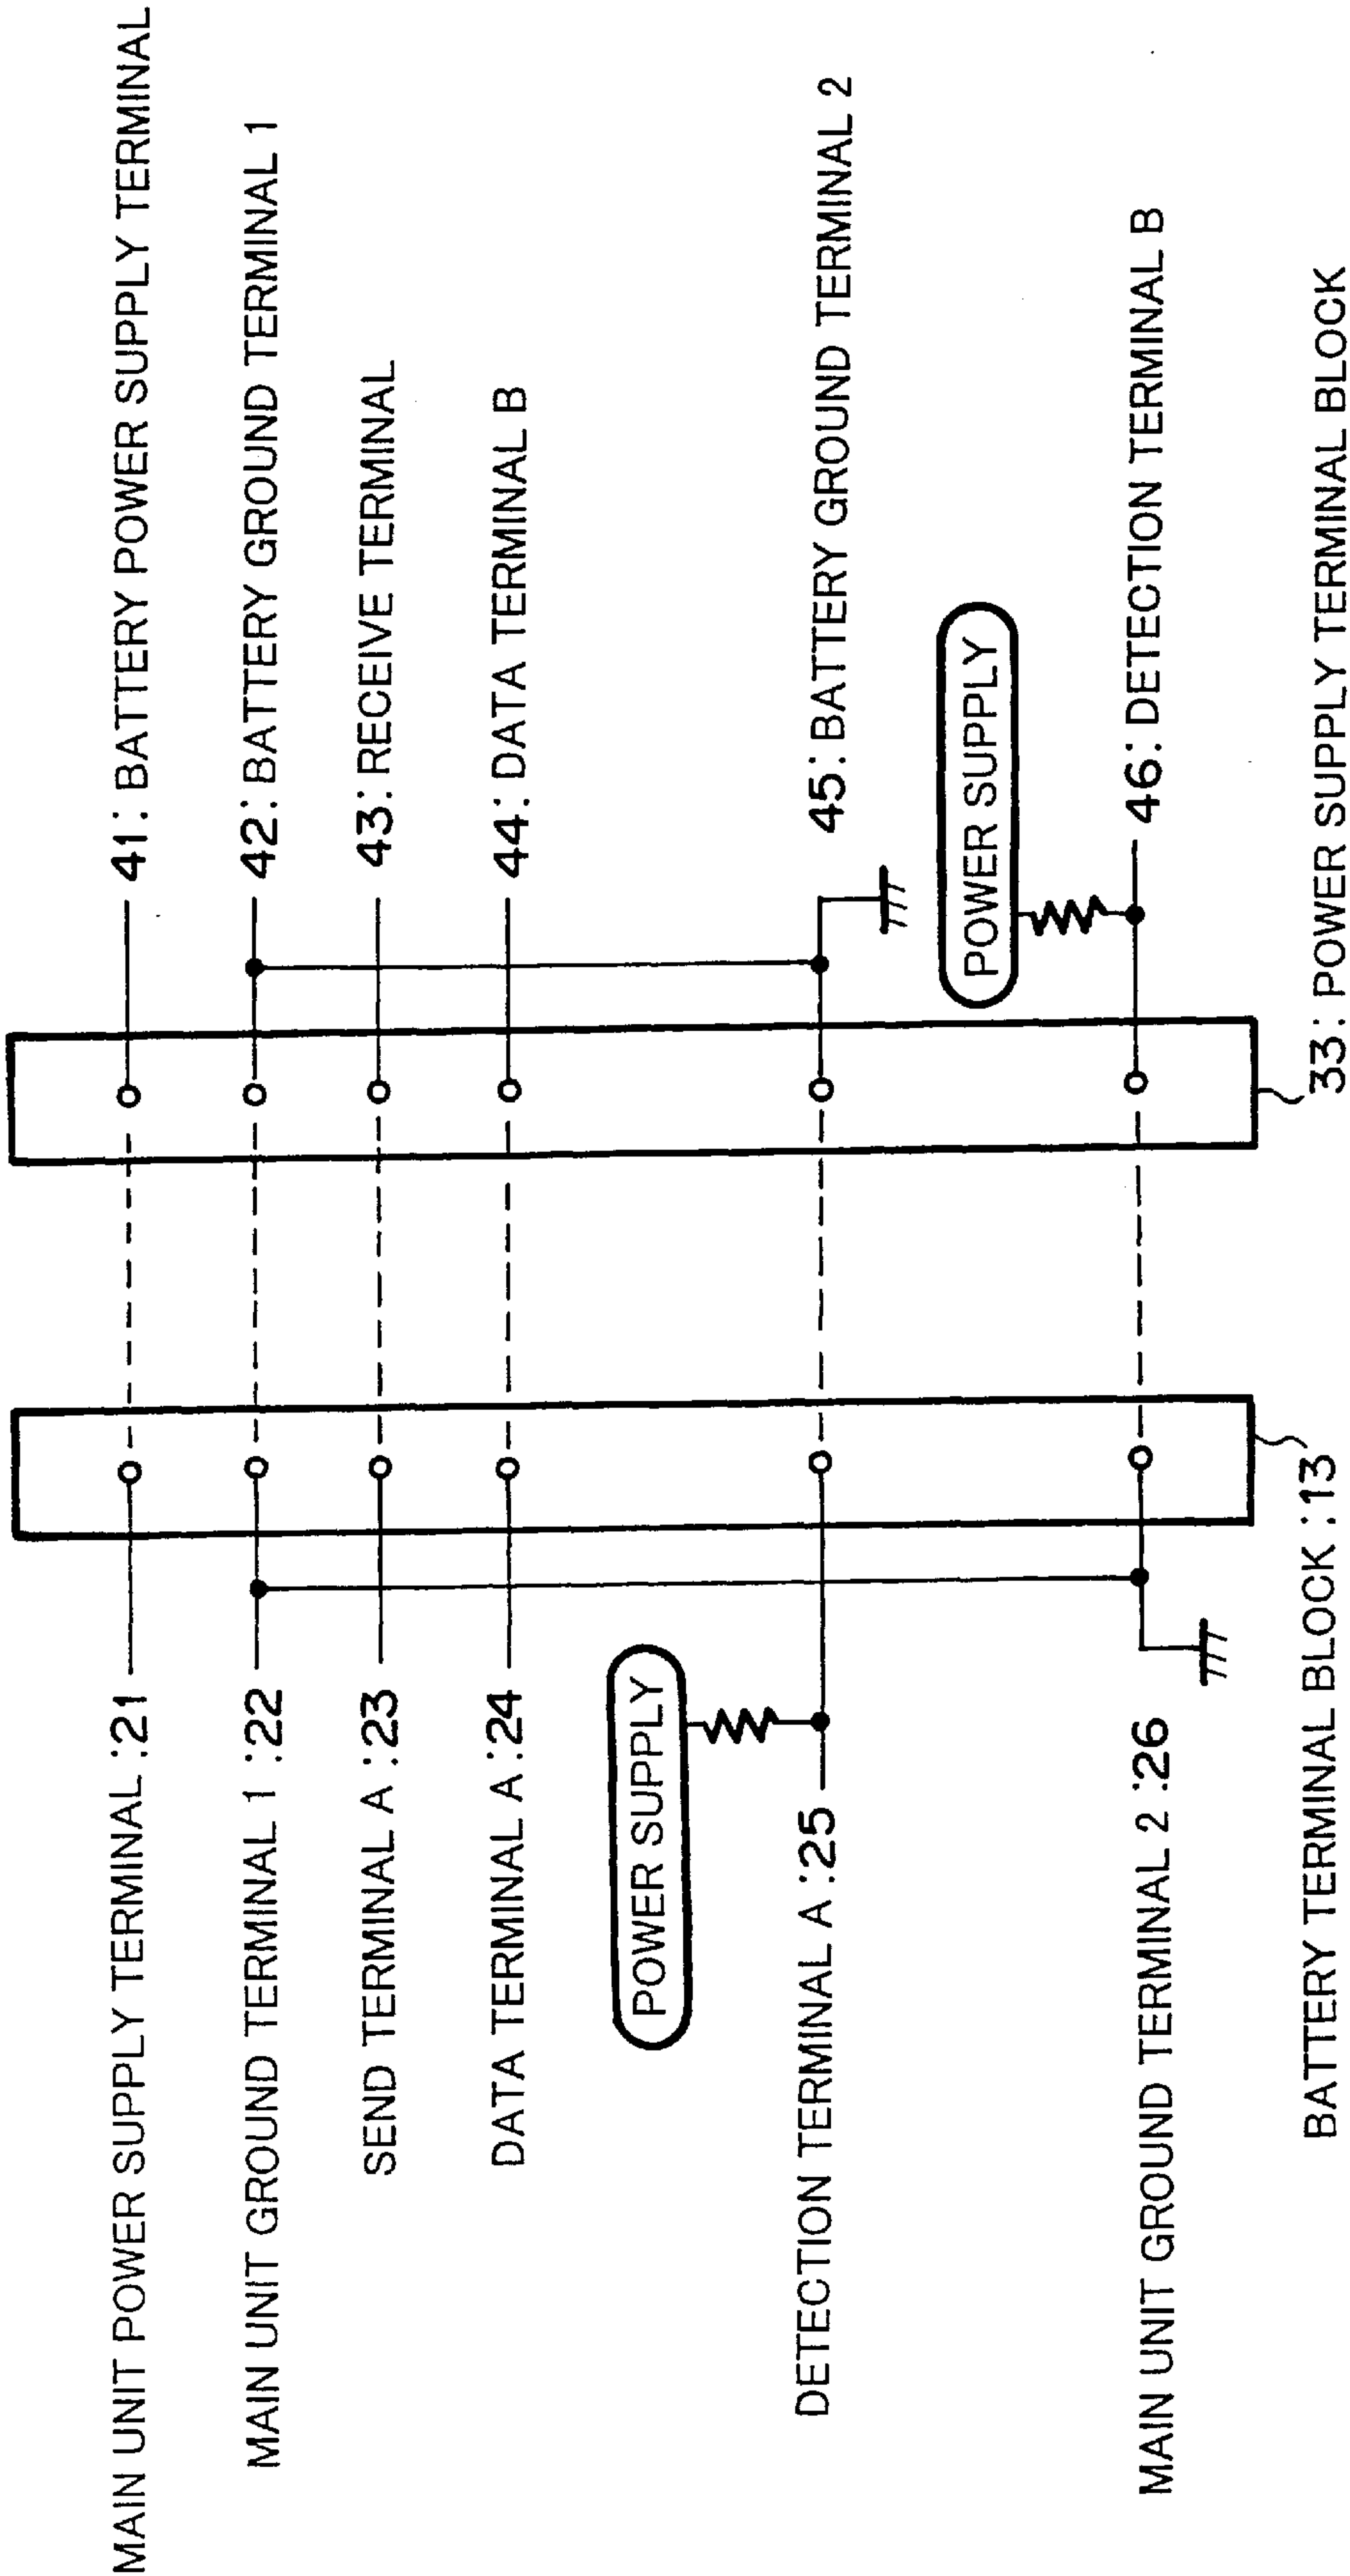 MAIN UNIT POWER SUPPLY TERMINAL :21
MAIN UNIT GROUND TERMINAL 1 :22
SEND TERMINAL A :23
DATA TERMINAL A :24
POWER SUPPLY
DETECTION TERMINAL A :25
MAIN UNIT GROUND TERMINAL 2 :26
BATTERY TERMINAL BLOCK :13
41: BATTERY POWER SUPPLY TERMINAL
42: BATTERY GROUND TERMINAL 1
43: RECEIVE TERMINAL
44: DATA TERMINAL B
45: BATTERY GROUND TERMINAL 2
POWER SUPPLY
46: DETECTION TERMINAL B
33: POWER SUPPLY TERMINAL BLOCK